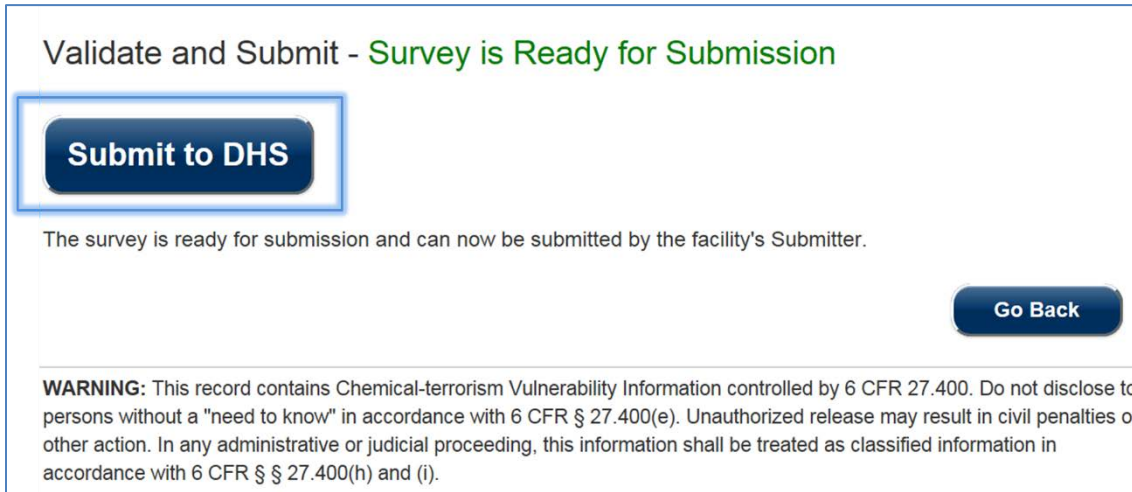 Validate and Submit - Survey is Ready for Submission
Submit to DHS
The survey is ready for submission and can now be submitted by the facility's Submitter.
Go Back
WARNING: This record contains Chemical-terrorism Vulnerability Information controlled by 6 CFR 27.400. Do not disclose to
persons without a "need to know" in accordance with 6 CFR § 27.400(e). Unauthorized release may result in civil penalties
other action. In any administrative or judicial proceeding, this information shall be treated as classified information in
accordance with 6 CFR § § 27.400(h) and (i).